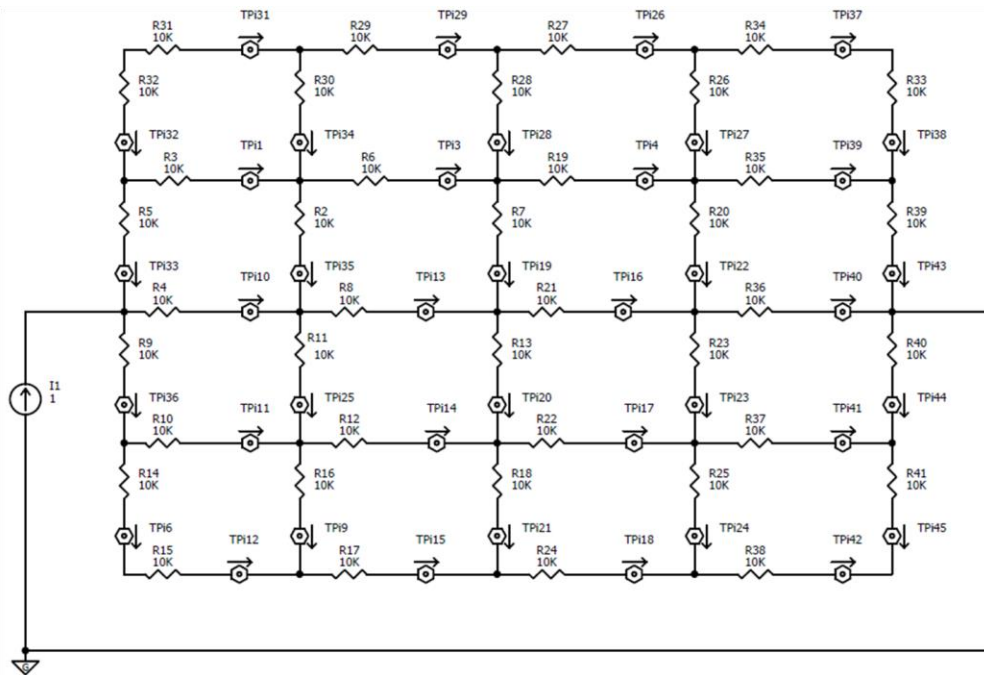 TPi31 TPi29 TPi26 TPi37
R31 R29 R27 R34
10K 10K 10K 10K
R32 R30 R28 R26 R33
10K 10K 10K 10K 10K
TPi32 TPi1 TPi34 TPi3 TPi28 TPi4 TPi27 TPi39 TPi38
R3 R6 R19 R35
10K 10K 10K 10K
R5 R2 R7 R20 R39
10K 10K 10K 10K 10K
TPi33 TPi10 TPi35 TPi13 TPi19 TPi16 TPi22 TPi40 TPi43
R4 R8 R21 R36
10K 10K 10K 10K
R9 R11 R13 R23 R40
10K 10K 10K 10K 10K
I1
1
TPi36 TPi11 TPi25 TPi14 TPi20 TPi17 TPi23 TPi41 TPi44
R10 R12 R22 R37
10K 10K 10K 10K
R14 R16 R18 R25 R41
10K 10K 10K 10K 10K
TPi6 TPi12 TPi9 TPi15 TPi21 TPi18 TPi24 TPi42 TPi45
R15 R17 R24 R38
10K 10K 10K 10K
G